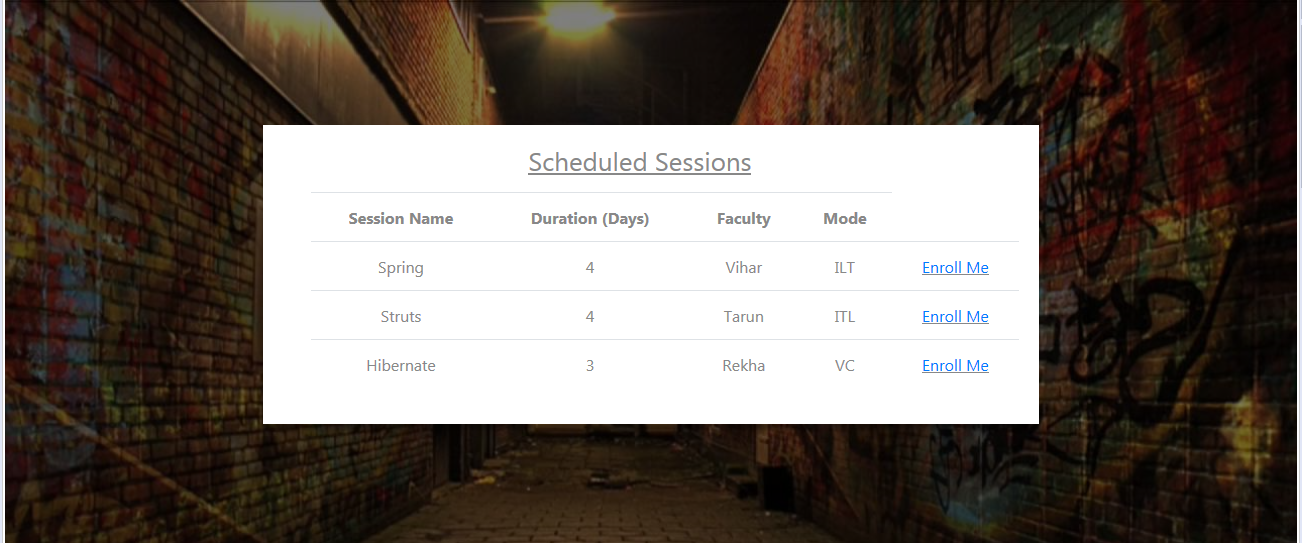 Scheduled Sessions
Session Name Duration (Days) Faculty Mode
Spring 4 Vihar ILT Enroll Me
Struts 4 Tarun ITL Enroll Me
Hibernate 3 Rekha VC Enroll Me